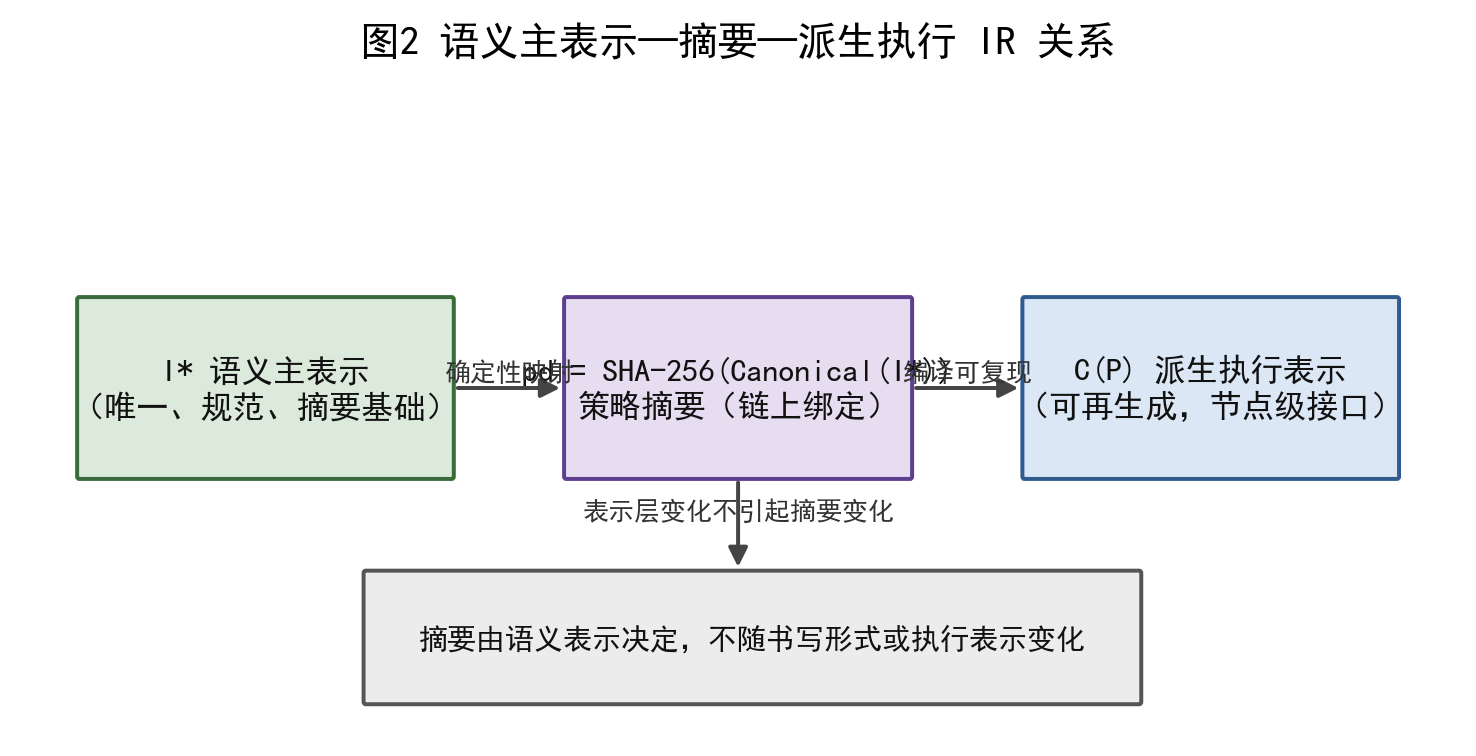 图2 语义主表示—摘要—派生执行 IR 关系
I* 语义主表示
（唯一、规范、摘要基础）
确定性映射
pd = SHA-256(Canonical(I*))
策略摘要（链上绑定）
编译可复现
C(P) 派生执行表示
（可再生成，节点级接口）
表示层变化不引起摘要变化
摘要由语义表示决定，不随书写形式或执行表示变化